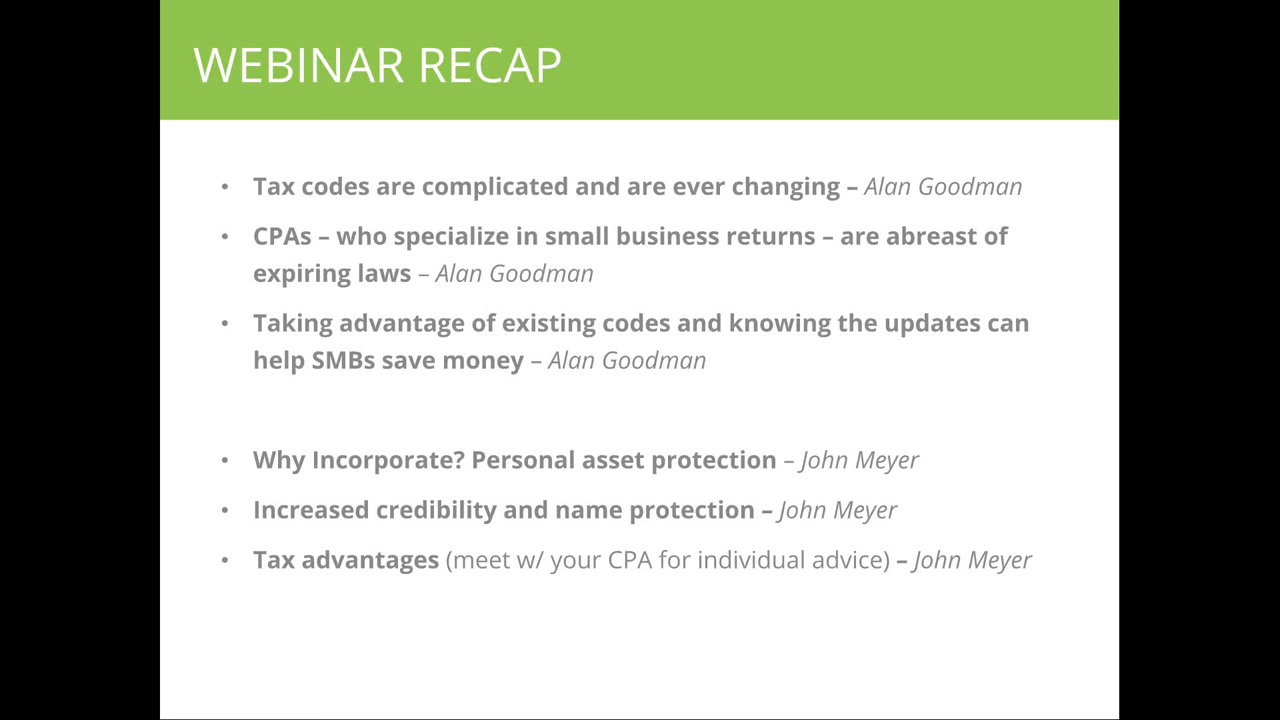 WEBINAR RECAP
• Tax codes are complicated and are ever changing – Alan Goodman
• CPAs – who specialize in small business returns – are abreast of
expiring laws – Alan Goodman
• Taking advantage of existing codes and knowing the updates can
help SMBs save money – Alan Goodman
• Why Incorporate? Personal asset protection – John Meyer
• Increased credibility and name protection – John Meyer
• Tax advantages (meet w/ your CPA for individual advice) – John Meyer